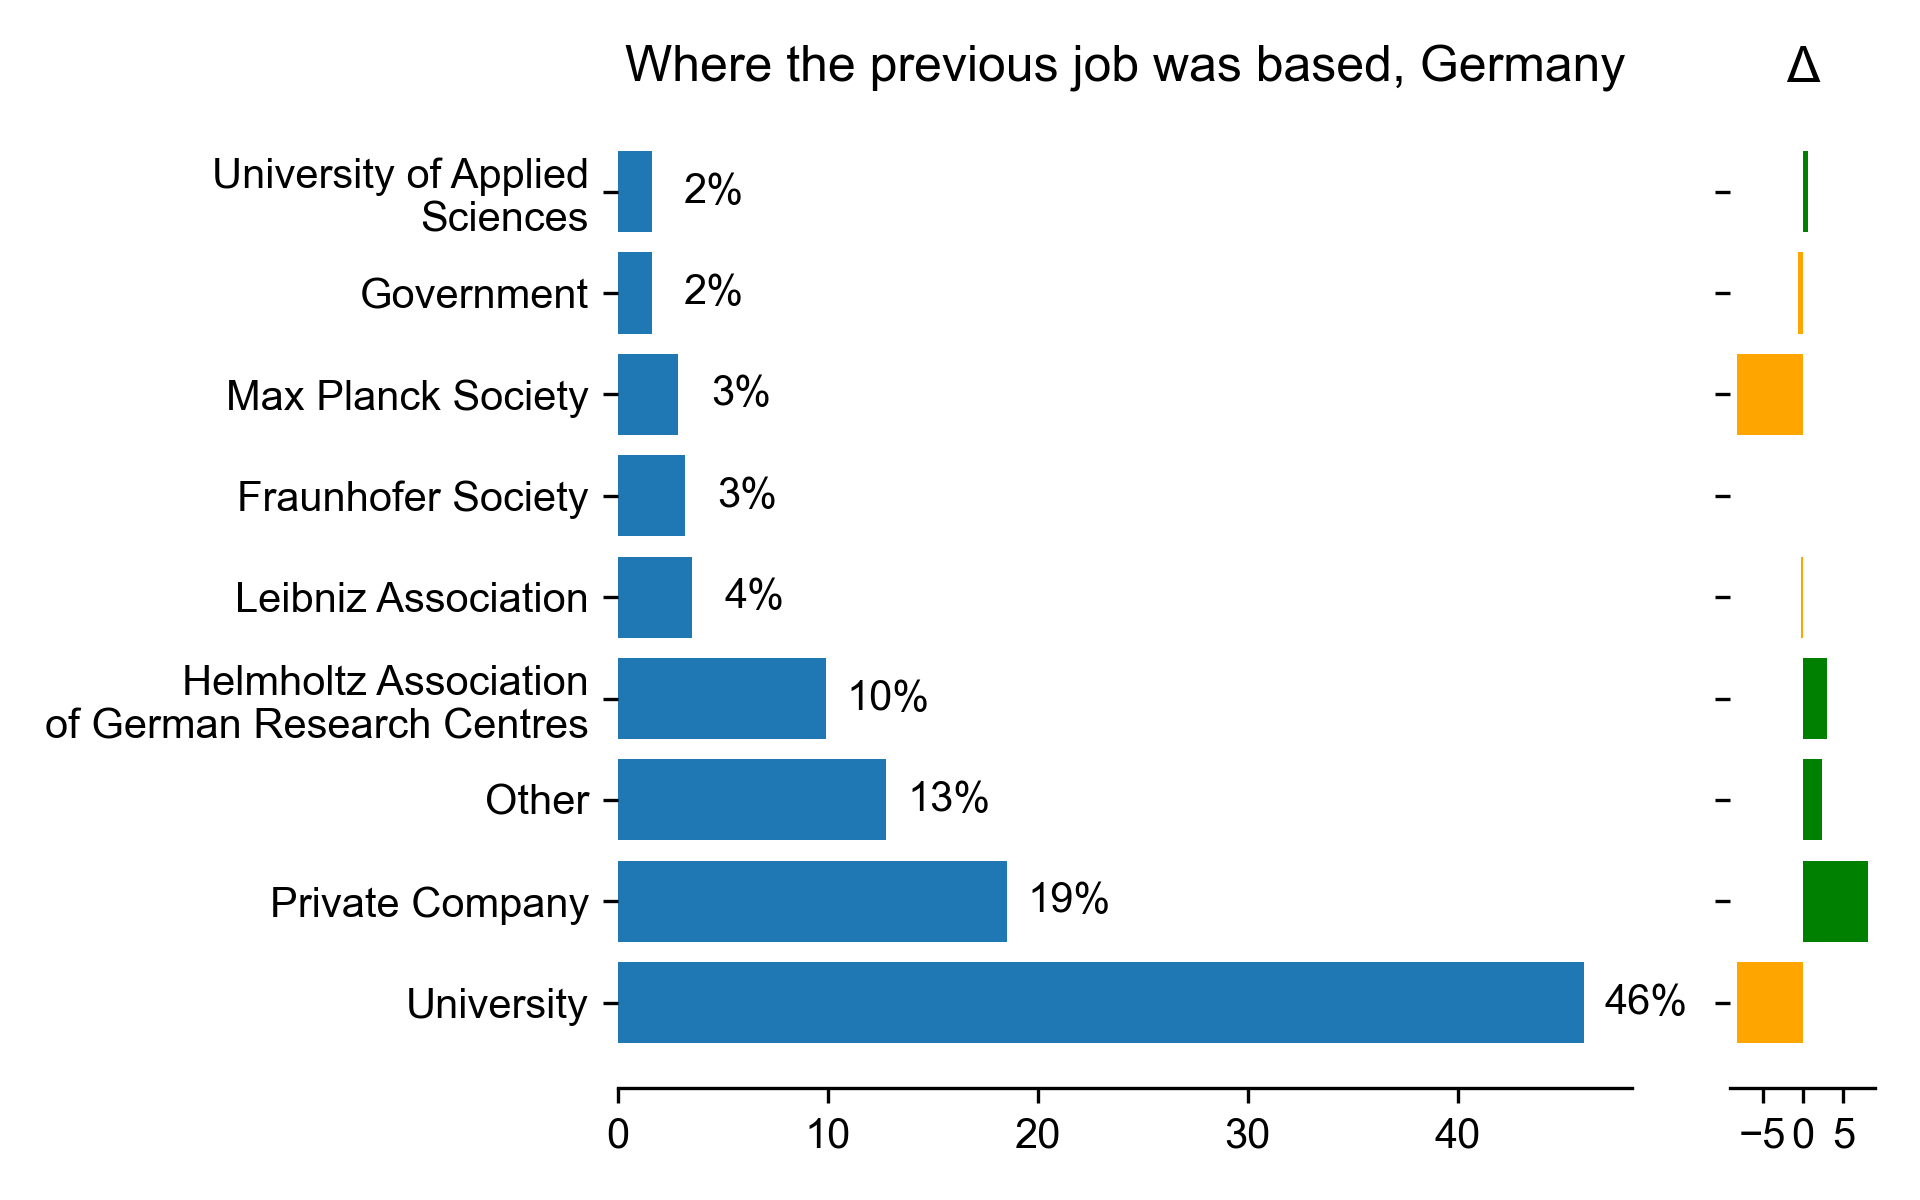 Where the previous job was based, Germany
Δ
University of Applied
Sciences
2%
Government
2%
Max Planck Society
3%
Fraunhofer Society
3%
Leibniz Association
4%
Helmholtz Association
of German Research Centres
10%
Other
13%
Private Company
19%
University
46%
0 10 20 30 40
−5 0 5